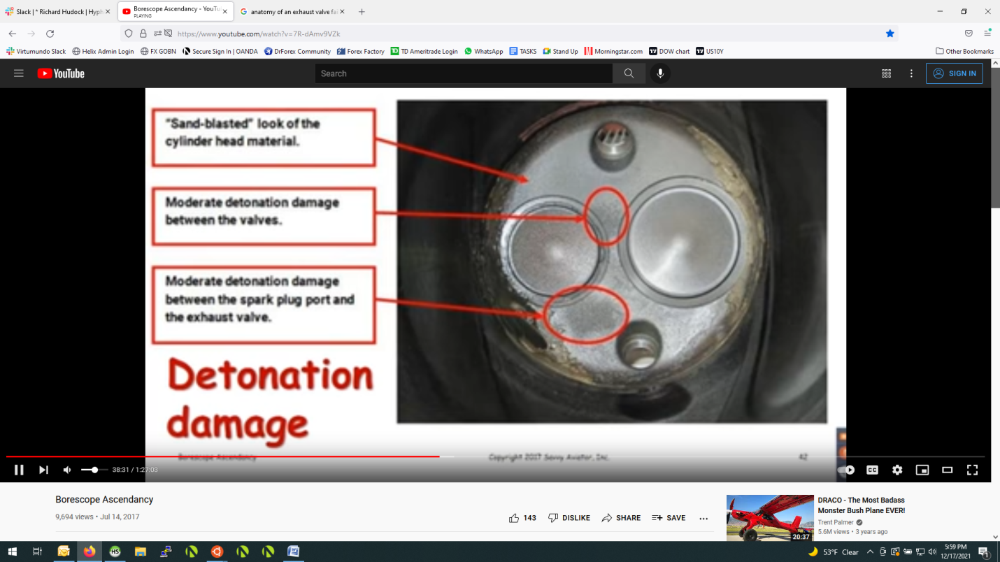 Slack | * Richard Hudock | Hyph
Borescope Ascendancy - YouTu
PLAYING
anatomy of an exhaust valve fai
https://www.youtube.com/watch?v=7R-dAmv9VZk
Virtumundo Slack
Helix Admin Login
FX GOBN
Secure Sign In | OANDA
DrForex Community
Forex Factory
TD Ameritrade Login
WhatsApp
TASKS
Stand Up
Morningstar.com
DOW chart
US10Y
Other Bookmarks
YouTube
Search
SIGN IN
"Sand-blasted" look of the
cylinder head material.
Moderate detonation damage
between the valves.
Moderate detonation damage
between the spark plug port and
the exhaust valve.
Detonation
damage
Borescope Ascendancy
Copyright 2017 Savvy Aviator, Inc.
42
38:31 / 1:27:03
CC
Borescope Ascendancy
9,694 views • Jul 14, 2017
143
DISLIKE
SHARE
SAVE
20:37
DRACO - The Most Badass
Monster Bush Plane EVER!
Trent Palmer
5.6M views • 3 years ago
HS
53°F Clear
5:59 PM
12/17/2021
1